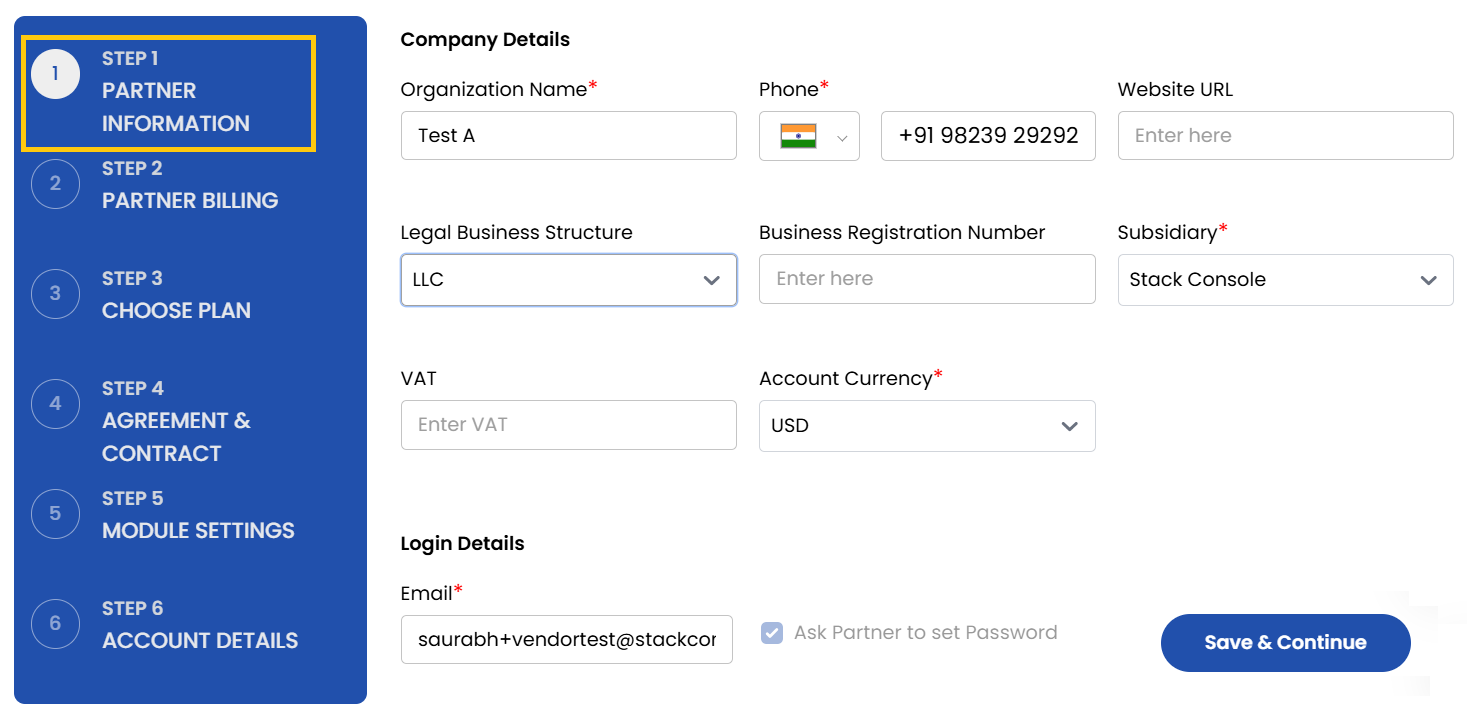 1
STEP 1
PARTNER
INFORMATION
2
STEP 2
PARTNER BILLING
3
STEP 3
CHOOSE PLAN
4
STEP 4
AGREEMENT &
CONTRACT
5
STEP 5
MODULE SETTINGS
6
STEP 6
ACCOUNT DETAILS
Company Details
Organization Name* Phone* Website URL
Test A +91 98239 29292 Enter here
Legal Business Structure Business Registration Number Subsidiary*
LLC Enter here Stack Console
VAT Account Currency*
Enter VAT USD
Login Details
Email*
saurabh+vendortest@stackcor Ask Partner to set Password Save & Continue